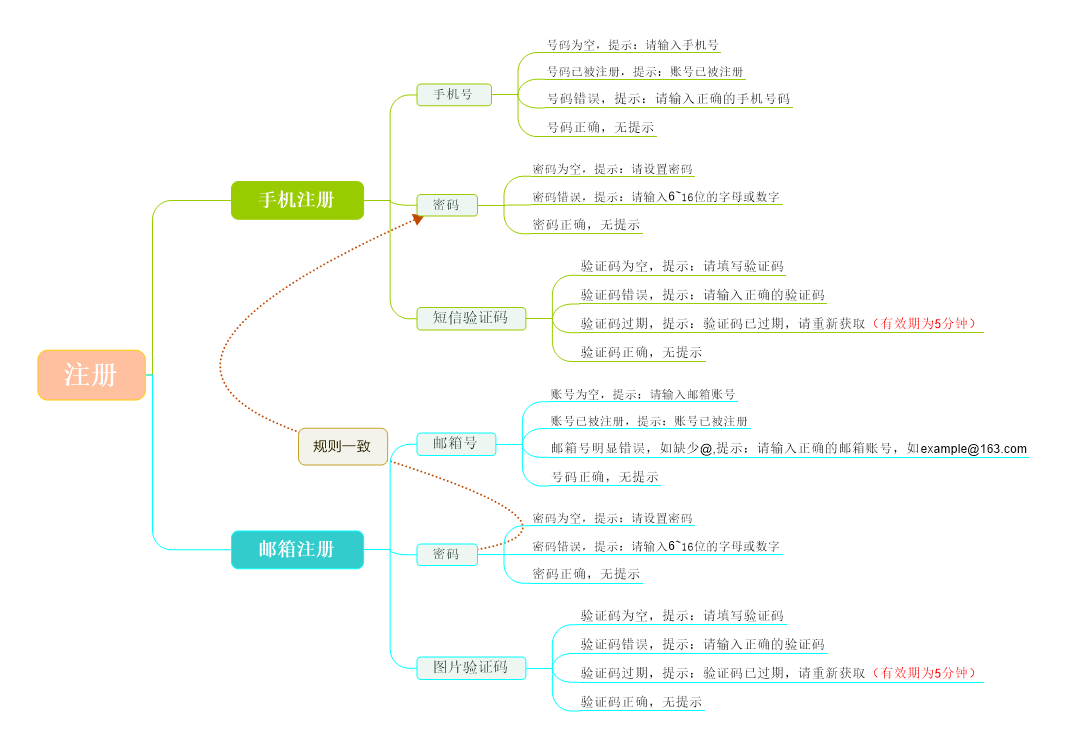 注册
手机注册
手机号
号码为空，提示：请输入手机号
号码已被注册，提示：账号已被注册
号码错误，提示：请输入正确的手机号码
号码正确，无提示
密码
密码为空，提示：请设置密码
密码错误，提示：请输入6~16位的字母或数字
密码正确，无提示
短信验证码
验证码为空，提示：请填写验证码
验证码错误，提示：请输入正确的验证码
验证码过期，提示：验证码已过期，请重新获取（有效期为5分钟）
验证码正确，无提示
规则一致
邮箱注册
邮箱号
账号为空，提示：请输入邮箱账号
账号已被注册，提示：账号已被注册
邮箱号明显错误，如缺少@,提示：请输入正确的邮箱账号，如example@163.com
号码正确，无提示
密码
密码为空，提示：请设置密码
密码错误，提示：请输入6~16位的字母或数字
密码正确，无提示
图片验证码
验证码为空，提示：请填写验证码
验证码错误，提示：请输入正确的验证码
验证码过期，提示：验证码已过期，请重新获取（有效期为5分钟）
验证码正确，无提示